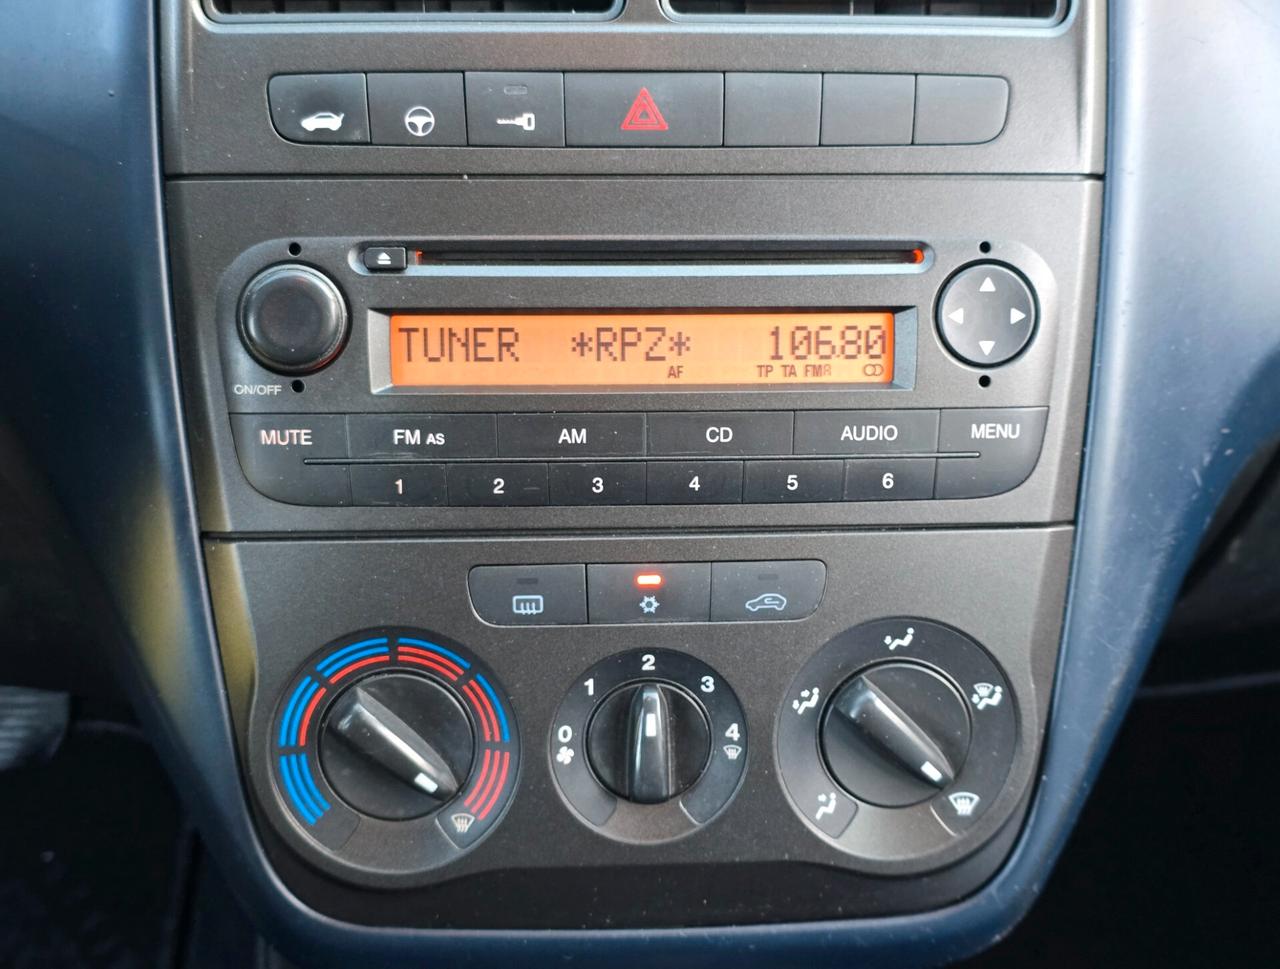 TUNER *RPZ* 106.80
AF TP TA FM8
ON/OFF
MUTE FM AS AM CD AUDIO MENU
1 2 3 4 5 6
0 1 2 3 4